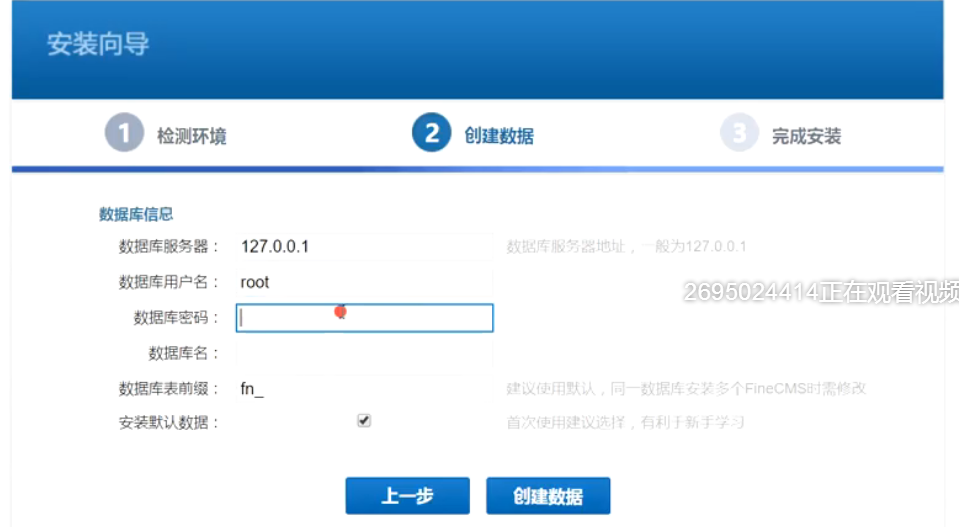 安装向导
1 检测环境 2 创建数据 3 完成安装
数据库信息
数据库服务器： 127.0.0.1 数据库服务器地址，一般为127.0.0.1
数据库用户名： root
2695024414正在观看视频
数据库密码：
数据库名：
数据库表前缀： fn_ 建议使用默认，同一数据库安装多个FineCMS时需修改
安装默认数据： 首次使用建议选择，有利于新手学习
上一步 创建数据